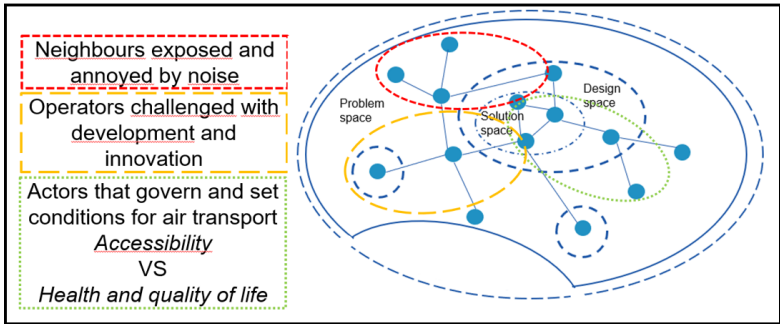 Neighbours exposed and
annoyed by noise
Operators challenged with
development and
innovation
Actors that govern and set
conditions for air transport
Accessibility
VS
Health and quality of life
Problem
space
Solution
space
Design
space